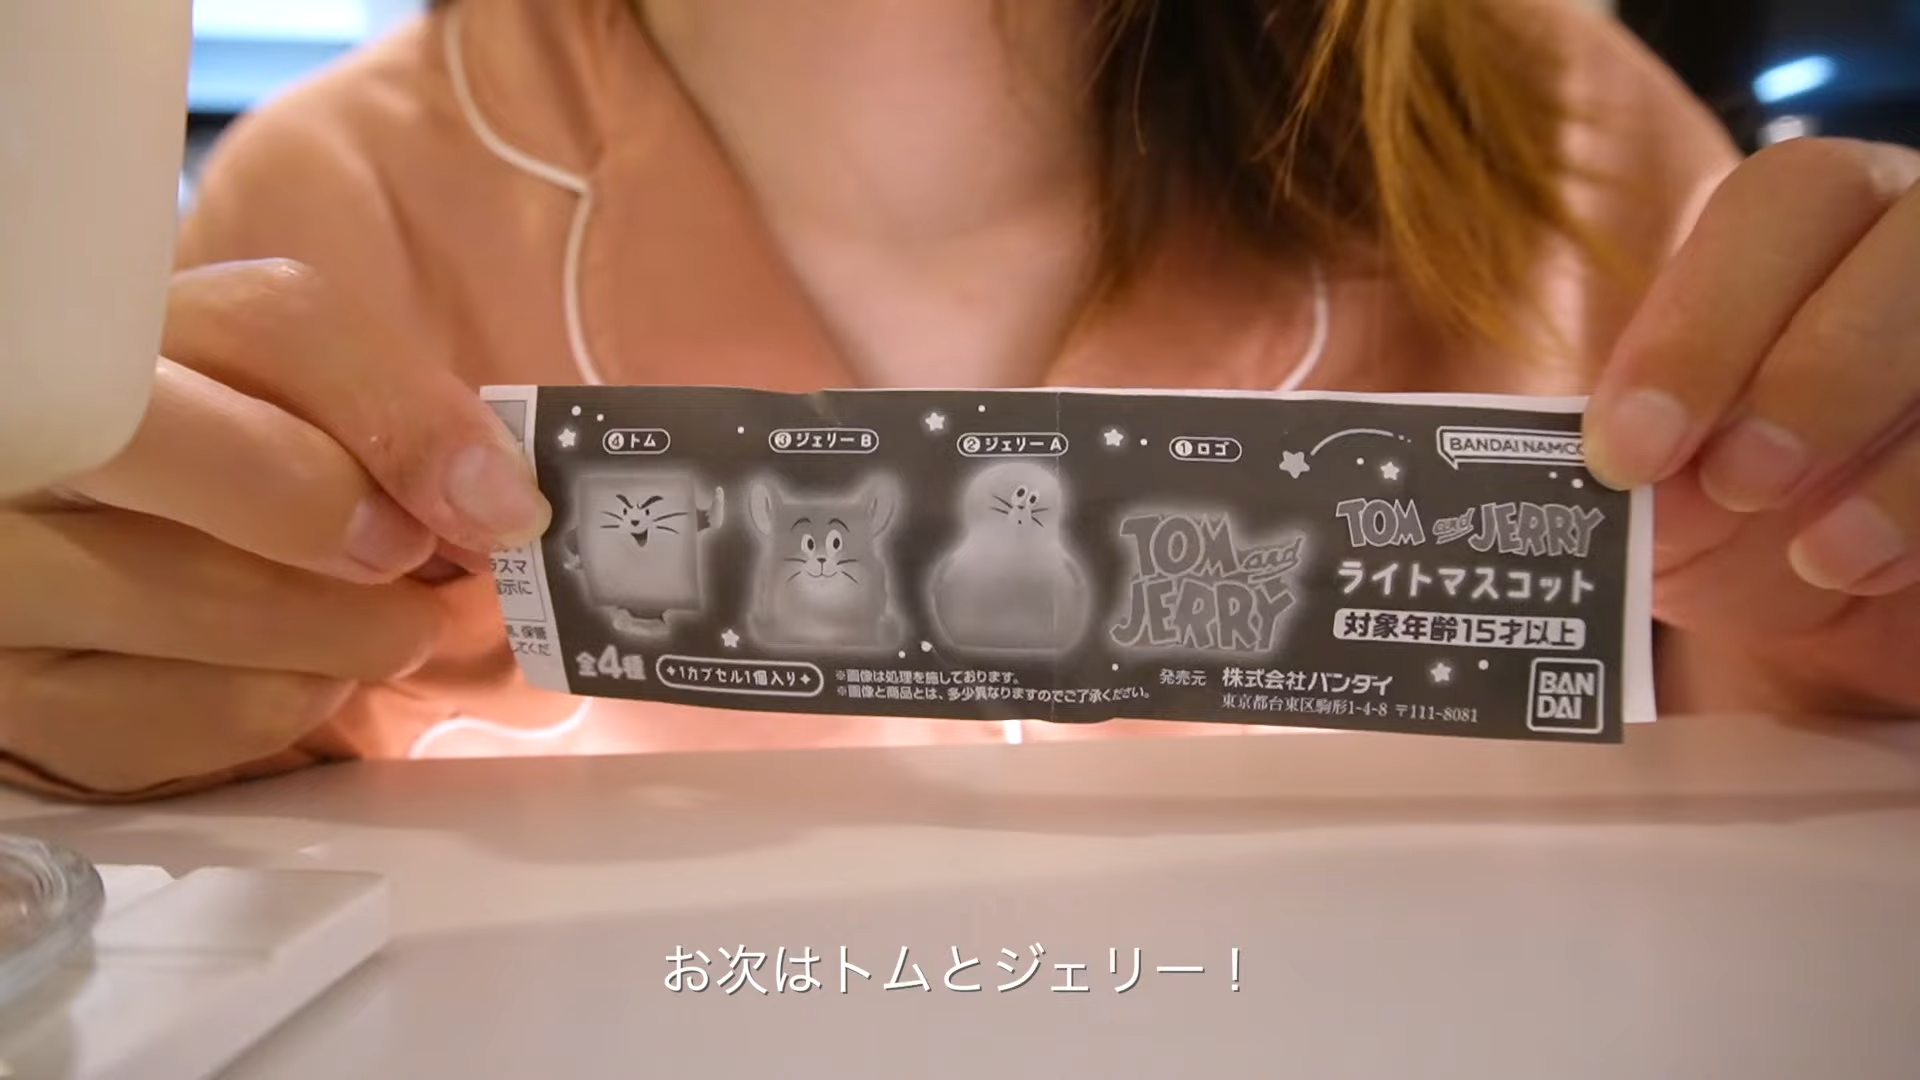 ④トム
③ジェリーB
②ジェリーA
①ロゴ
BANDAI NAMCO
TOM and JERRY
TOM and JERRY
ライトマスコット
対象年齢15才以上
全4種
1カプセル1個入り
※画像は処理を施しております。
※画像と商品とは、多少異なりますのでご了承ください。
発売元 株式会社バンダイ
東京都台東区駒形1-4-8 〒111-8081
BAN
DAI
お次はトムとジェリー！